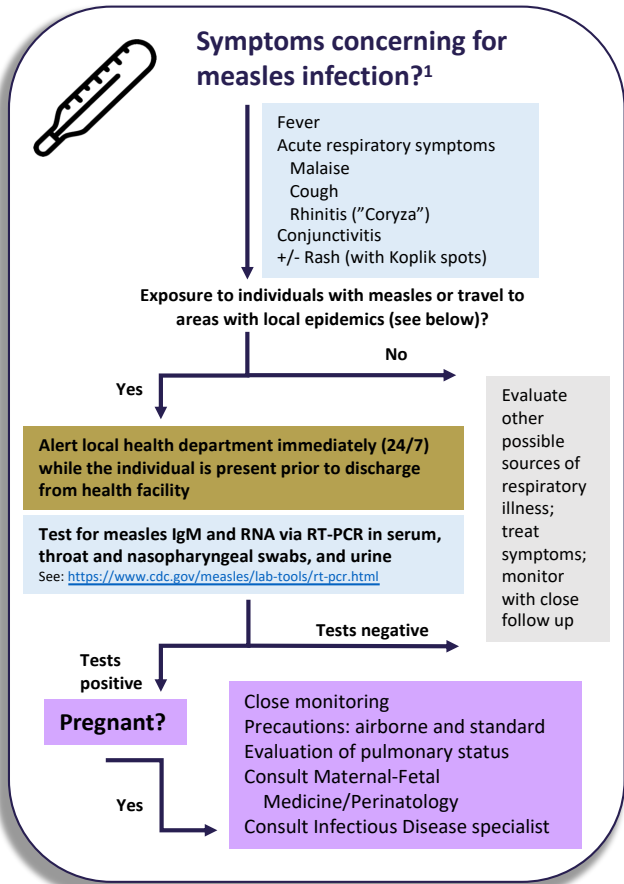 Symptoms concerning for
measles infection?¹
Fever
Acute respiratory symptoms
Malaise
Cough
Rhinitis (”Coryza”)
Conjunctivitis
+/- Rash (with Koplik spots)
Exposure to individuals with measles or travel to
areas with local epidemics (see below)?
No
Yes
Alert local health department immediately (24/7)
while the individual is present prior to discharge
from health facility
Test for measles IgM and RNA via RT-PCR in serum,
throat and nasopharyngeal swabs, and urine
See: https://www.cdc.gov/measles/lab-tools/rt-pcr.html
Evaluate
other
possible
sources of
respiratory
illness;
treat
symptoms;
monitor
with close
follow up
Tests negative
Tests
positive
Pregnant?
Yes
Close monitoring
Precautions: airborne and standard
Evaluation of pulmonary status
Consult Maternal-Fetal
Medicine/Perinatology
Consult Infectious Disease specialist